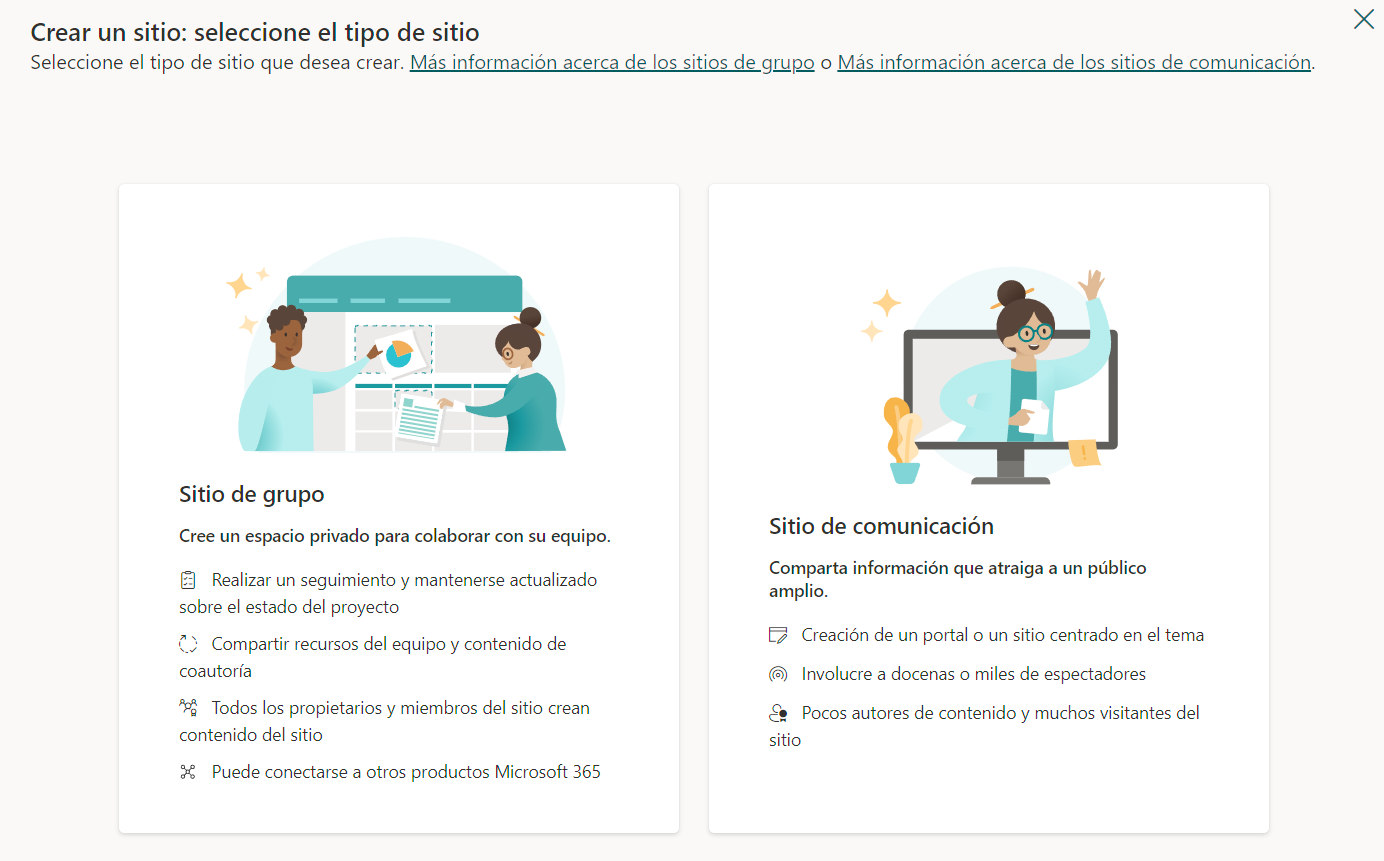 Crear un sitio: seleccione el tipo de sitio
Seleccione el tipo de sitio que desea crear. Más información acerca de los sitios de grupo o Más información acerca de los sitios de comunicación.
Sitio de grupo
Cree un espacio privado para colaborar con su equipo.
Realizar un seguimiento y mantenerse actualizado
sobre el estado del proyecto
Compartir recursos del equipo y contenido de
coautoría
Todos los propietarios y miembros del sitio crean
contenido del sitio
Puede conectarse a otros productos Microsoft 365
Sitio de comunicación
Comparta información que atraiga a un público
amplio.
Creación de un portal o un sitio centrado en el tema
Involucre a docenas o miles de espectadores
Pocos autores de contenido y muchos visitantes del
sitio